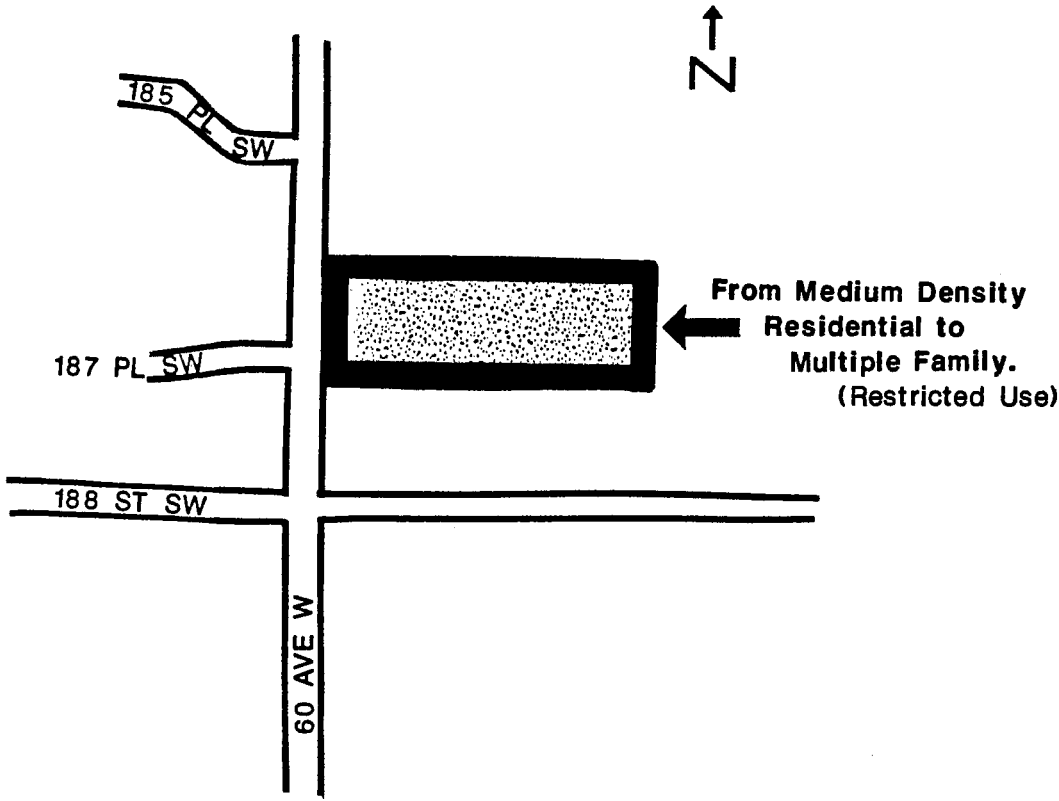 N
185 PL SW
From Medium Density
Residential to
Multiple Family.
(Restricted Use)
187 PL SW
188 ST SW
60 AVE W